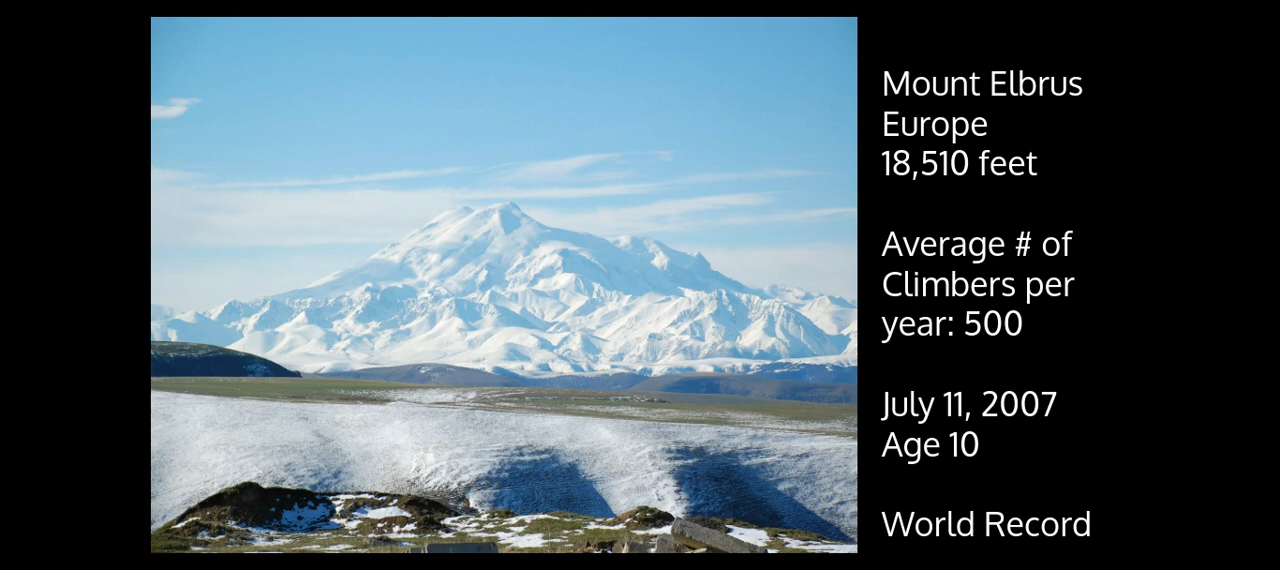 Mount Elbrus
Europe
18,510 feet
Average # of
Climbers per
year: 500
July 11, 2007
Age 10
World Record